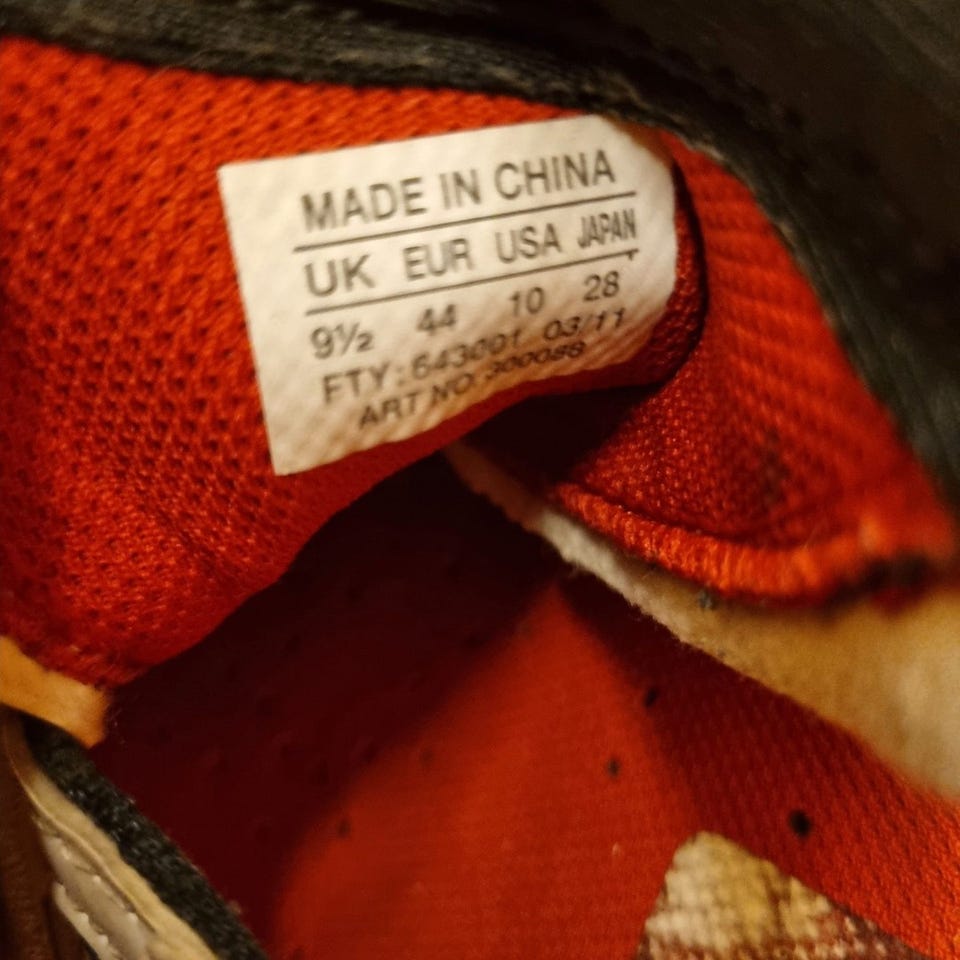 MADE IN CHINA
UK EUR USA JAPAN
9½ 44 10 28
FTY: 643001 03/11
ART NO. 300088